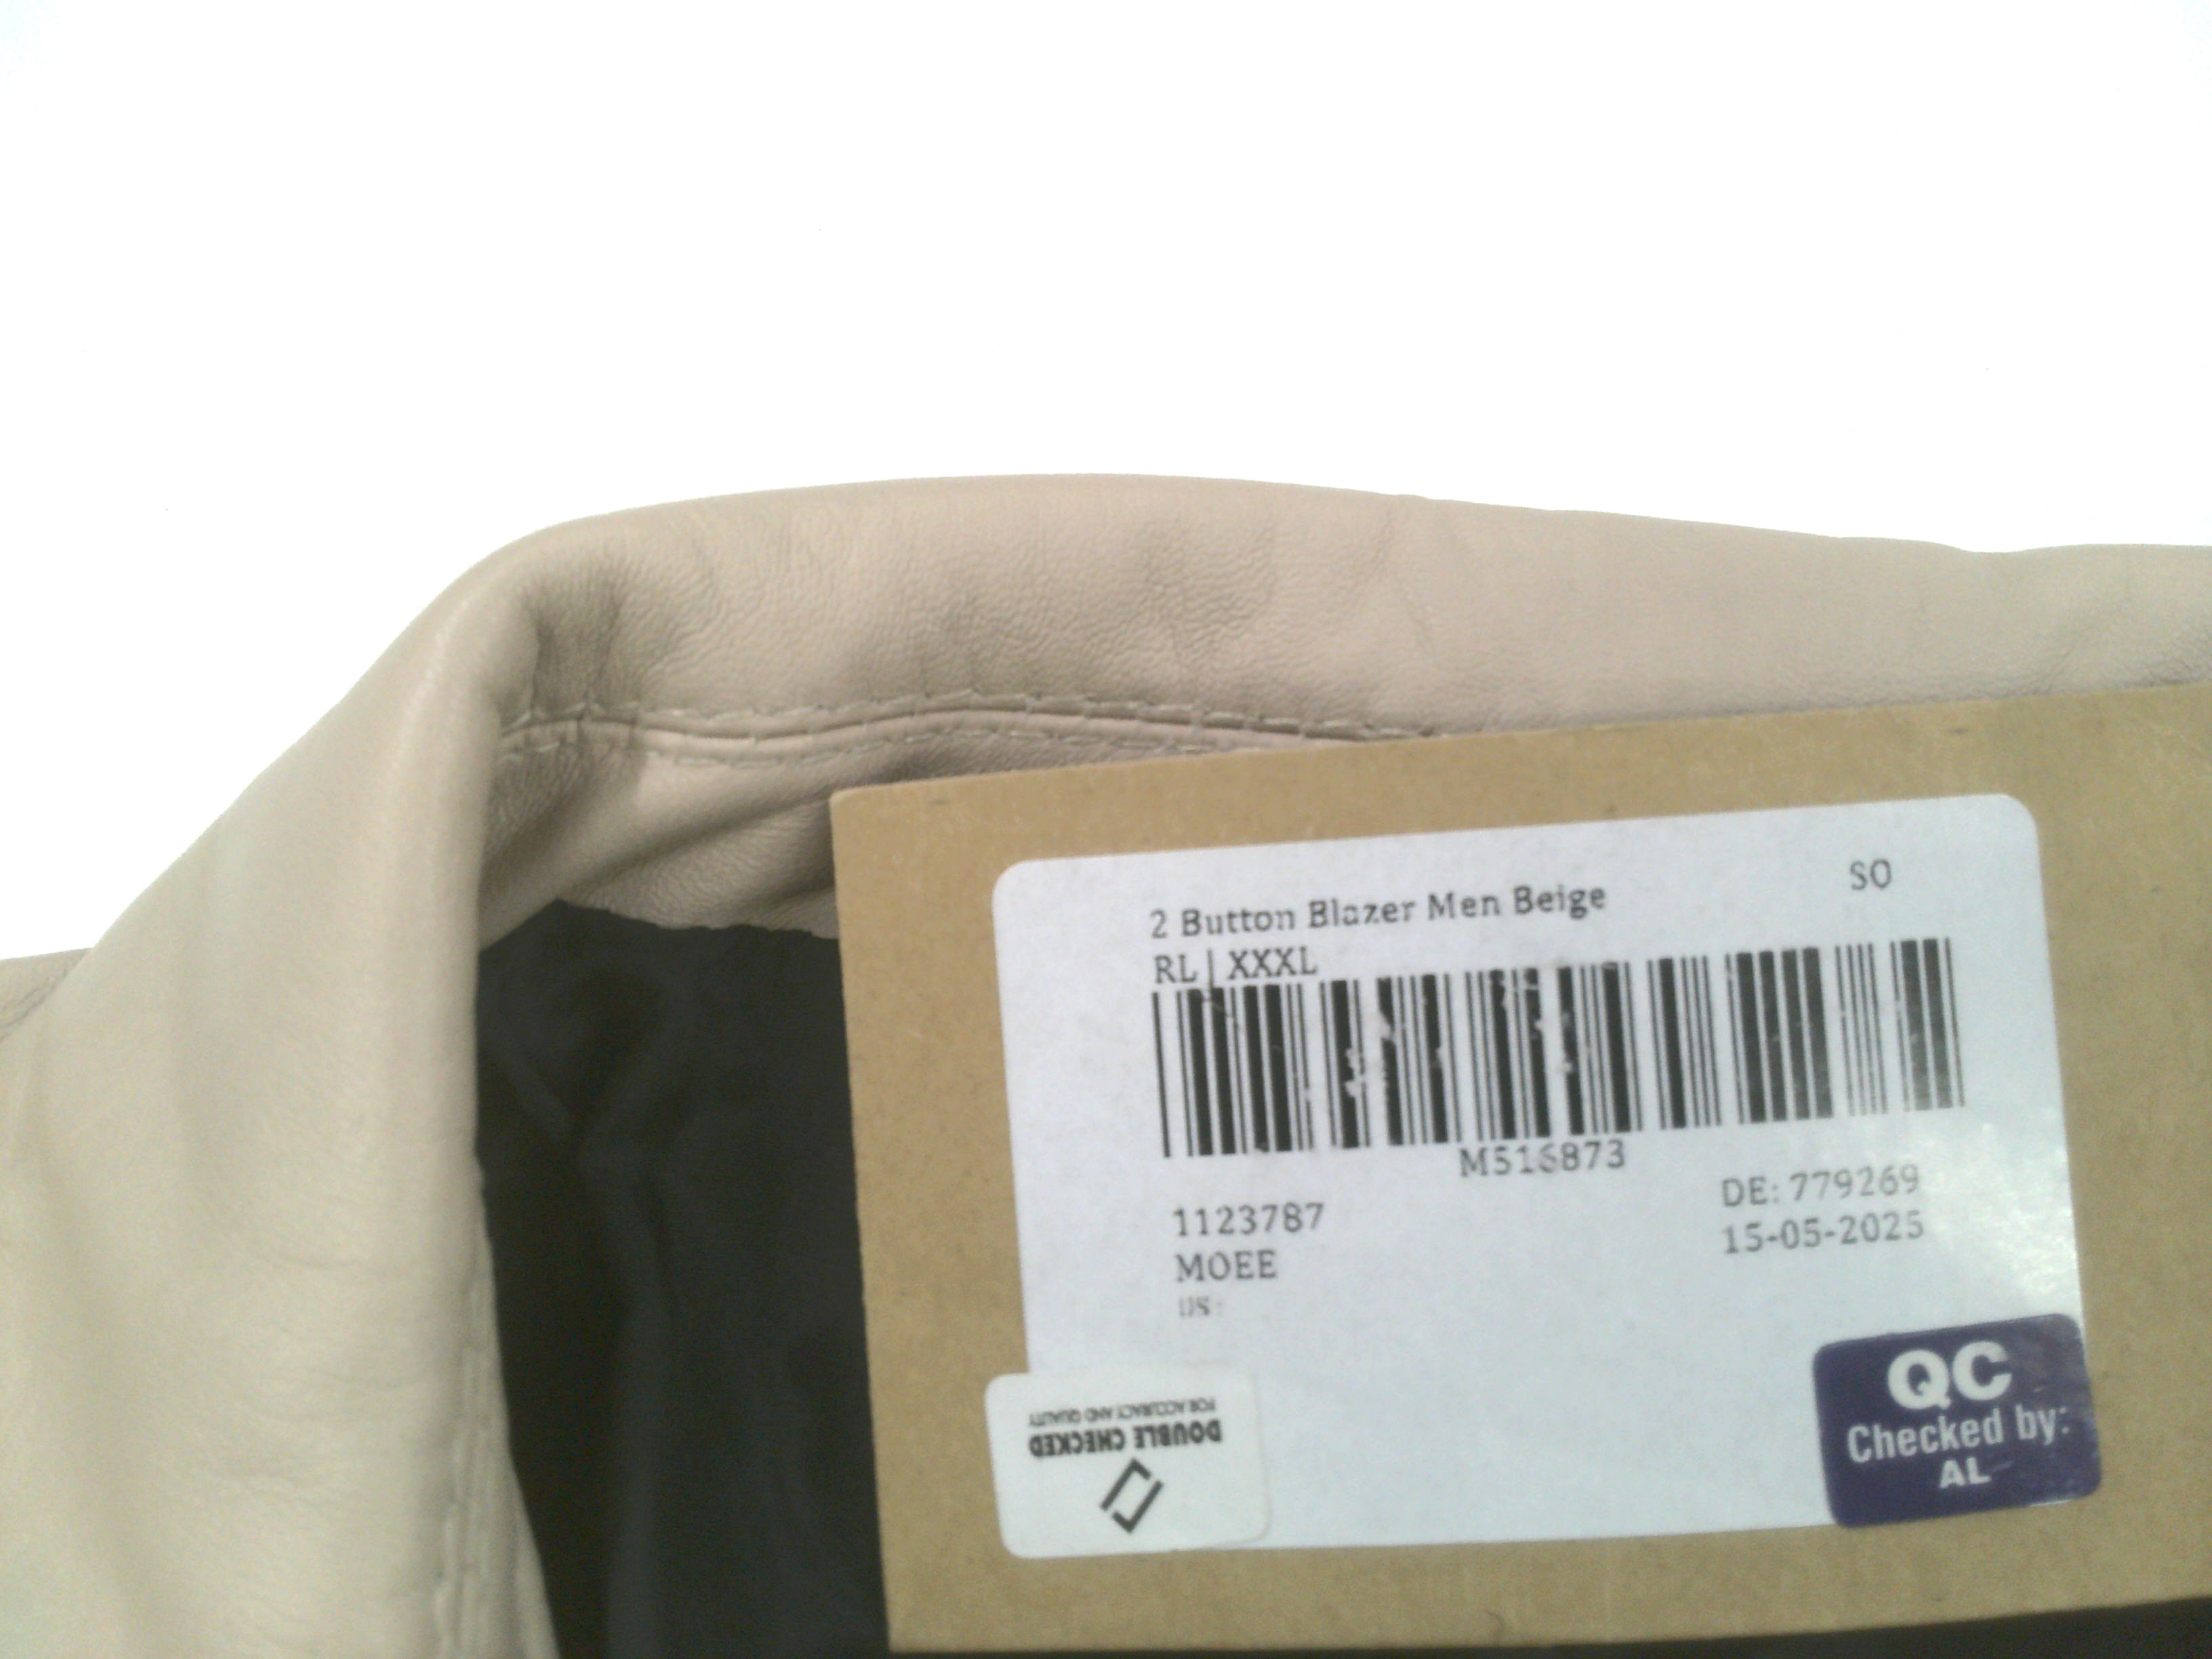 2 Button Blazer Men Beige
SO
RL | XXXL
M516873
1123787
DE: 779269
MOEE
15-05-2025
US
QC
Checked by:
AL
DOUBLE CHECKED
FOR ACCURACY AND QUALITY